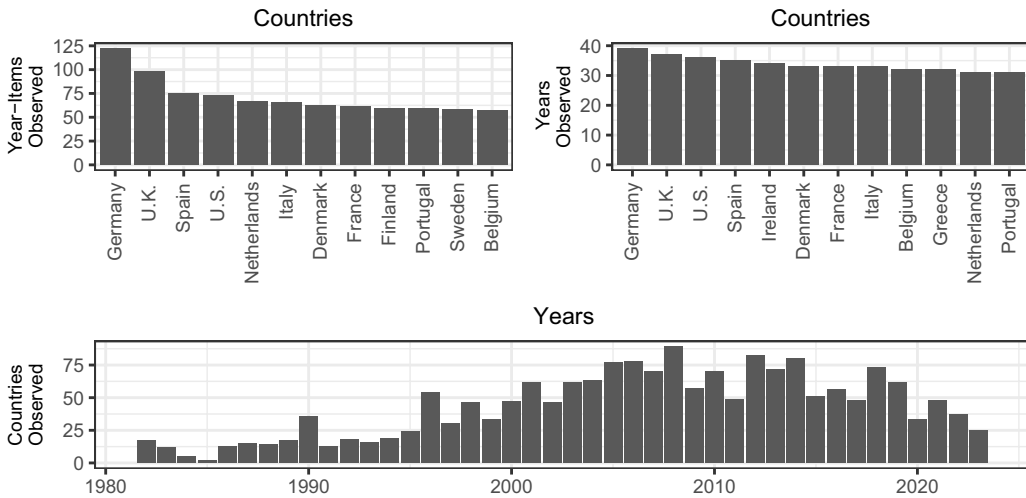 Countries
Year−Items
Observed
125
100
75
50
25
0
Germany
U.K.
Spain
U.S.
Netherlands
Italy
Denmark
France
Finland
Portugal
Sweden
Belgium
Countries
Years
Observed
40
30
20
10
0
Germany
U.K.
U.S.
Spain
Ireland
Denmark
France
Italy
Belgium
Greece
Netherlands
Portugal
Years
Countries
Observed
75
50
25
0
1980
1990
2000
2010
2020